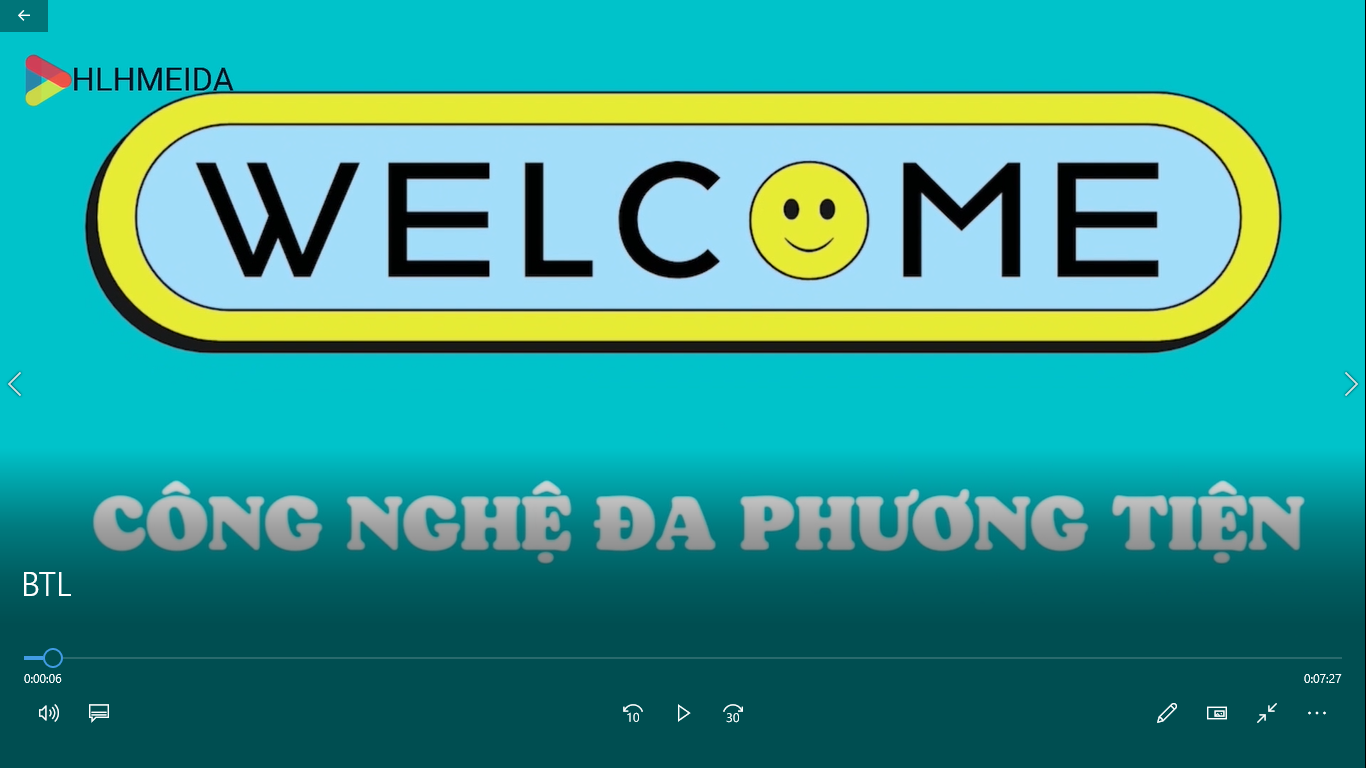 HLHMEIDA
WELCOME
CÔNG NGHỆ ĐA PHƯƠNG TIỆN
BTL
0:00:06
0:07:27
10
30